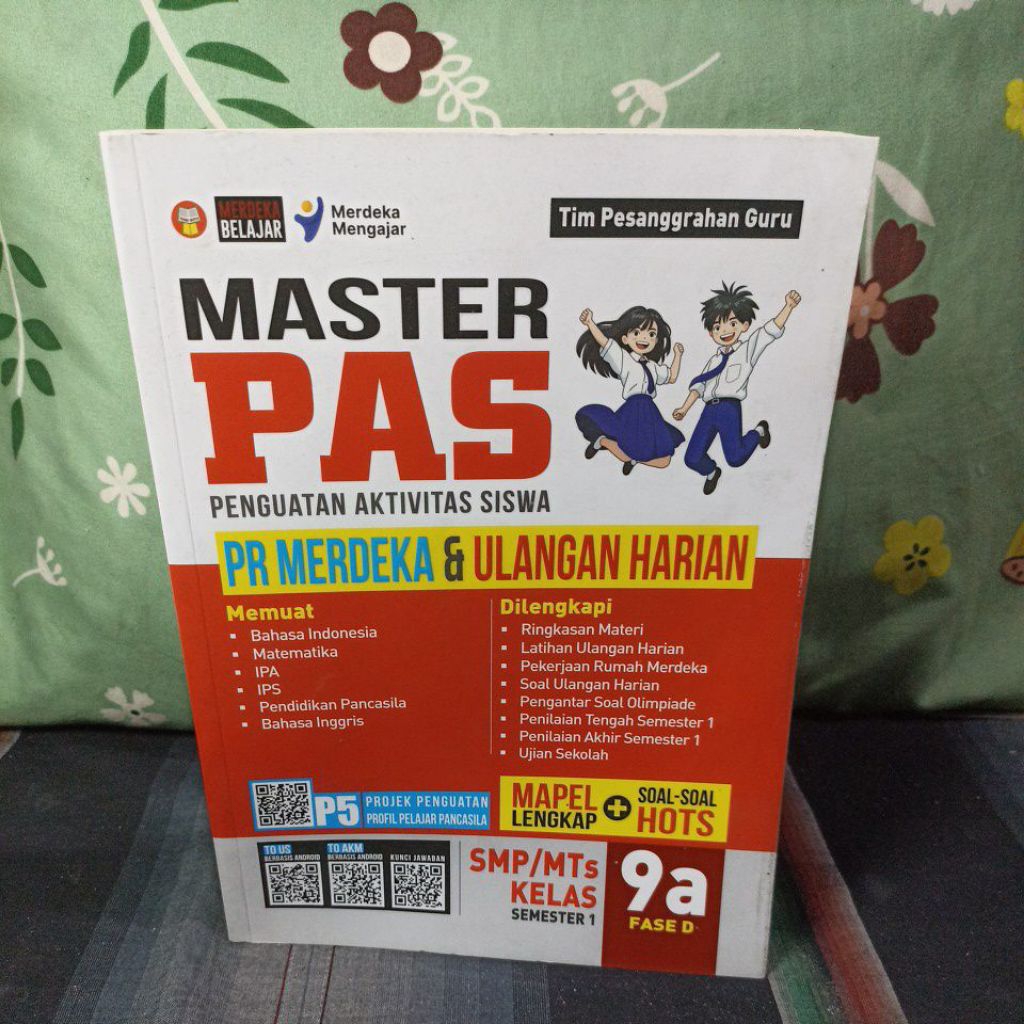 MERDEKA
BELAJAR
Merdeka
Mengajar
Tim Pesanggrahan Guru
MASTER
PAS
PENGUATAN AKTIVITAS SISWA
PR MERDEKA & ULANGAN HARIAN
Memuat
▪ Bahasa Indonesia
▪ Matematika
▪ IPA
▪ IPS
▪ Pendidikan Pancasila
▪ Bahasa Inggris
Dilengkapi
▪ Ringkasan Materi
▪ Latihan Ulangan Harian
▪ Pekerjaan Rumah Merdeka
▪ Soal Ulangan Harian
▪ Pengantar Soal Olimpiade
▪ Penilaian Tengah Semester 1
▪ Penilaian Akhir Semester 1
▪ Ujian Sekolah
P5
PROJEK PENGUATAN
PROFIL PELAJAR PANCASILA
MAPEL
LENGKAP
+
SOAL-SOAL
HOTS
TO US
BERBASIS ANDROID
TO AKM
BERBASIS ANDROID
KUNCI JAWABAN
SMP/MTs
KELAS
SEMESTER 1
9a
FASE D